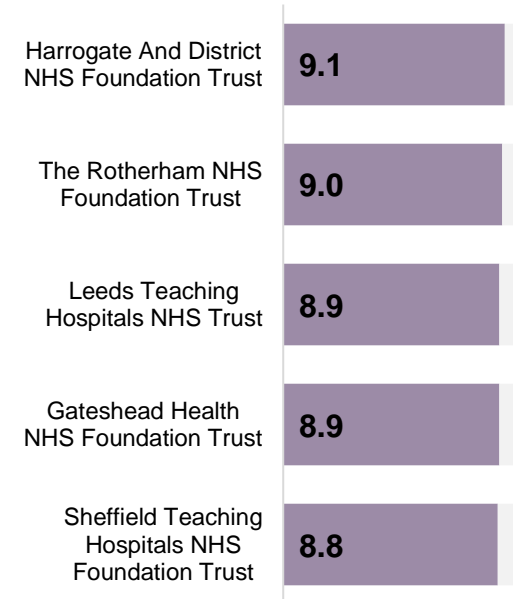 Harrogate And District
NHS Foundation Trust
9.1
The Rotherham NHS
Foundation Trust
9.0
Leeds Teaching
Hospitals NHS Trust
8.9
Gateshead Health
NHS Foundation Trust
8.9
Sheffield Teaching
Hospitals NHS
Foundation Trust
8.8